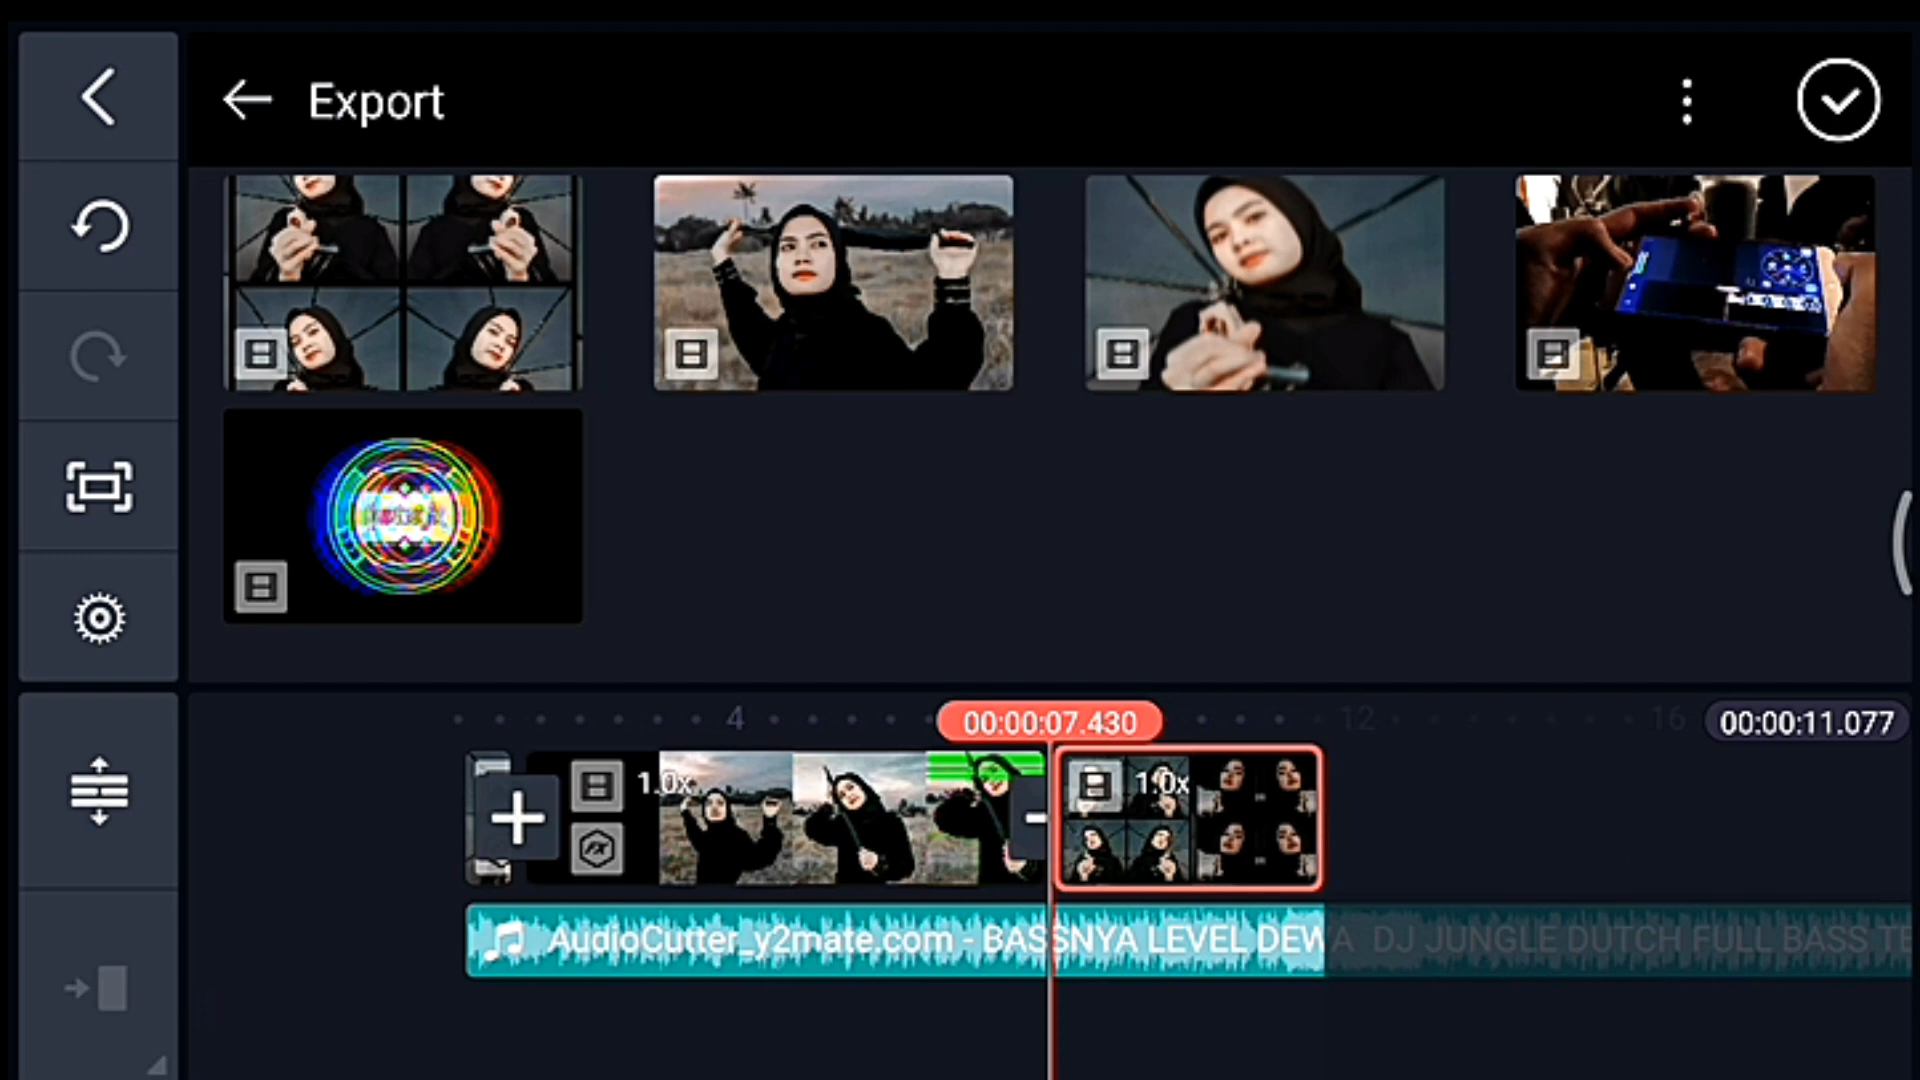 Export
4
00:00:07.430
12
16
00:00:11.077
1.0x
1.0x
AudioCutter_y2mate.com - BASSNYA LEVEL DEWA DJ JUNGLE DUTCH FULL BASS TE